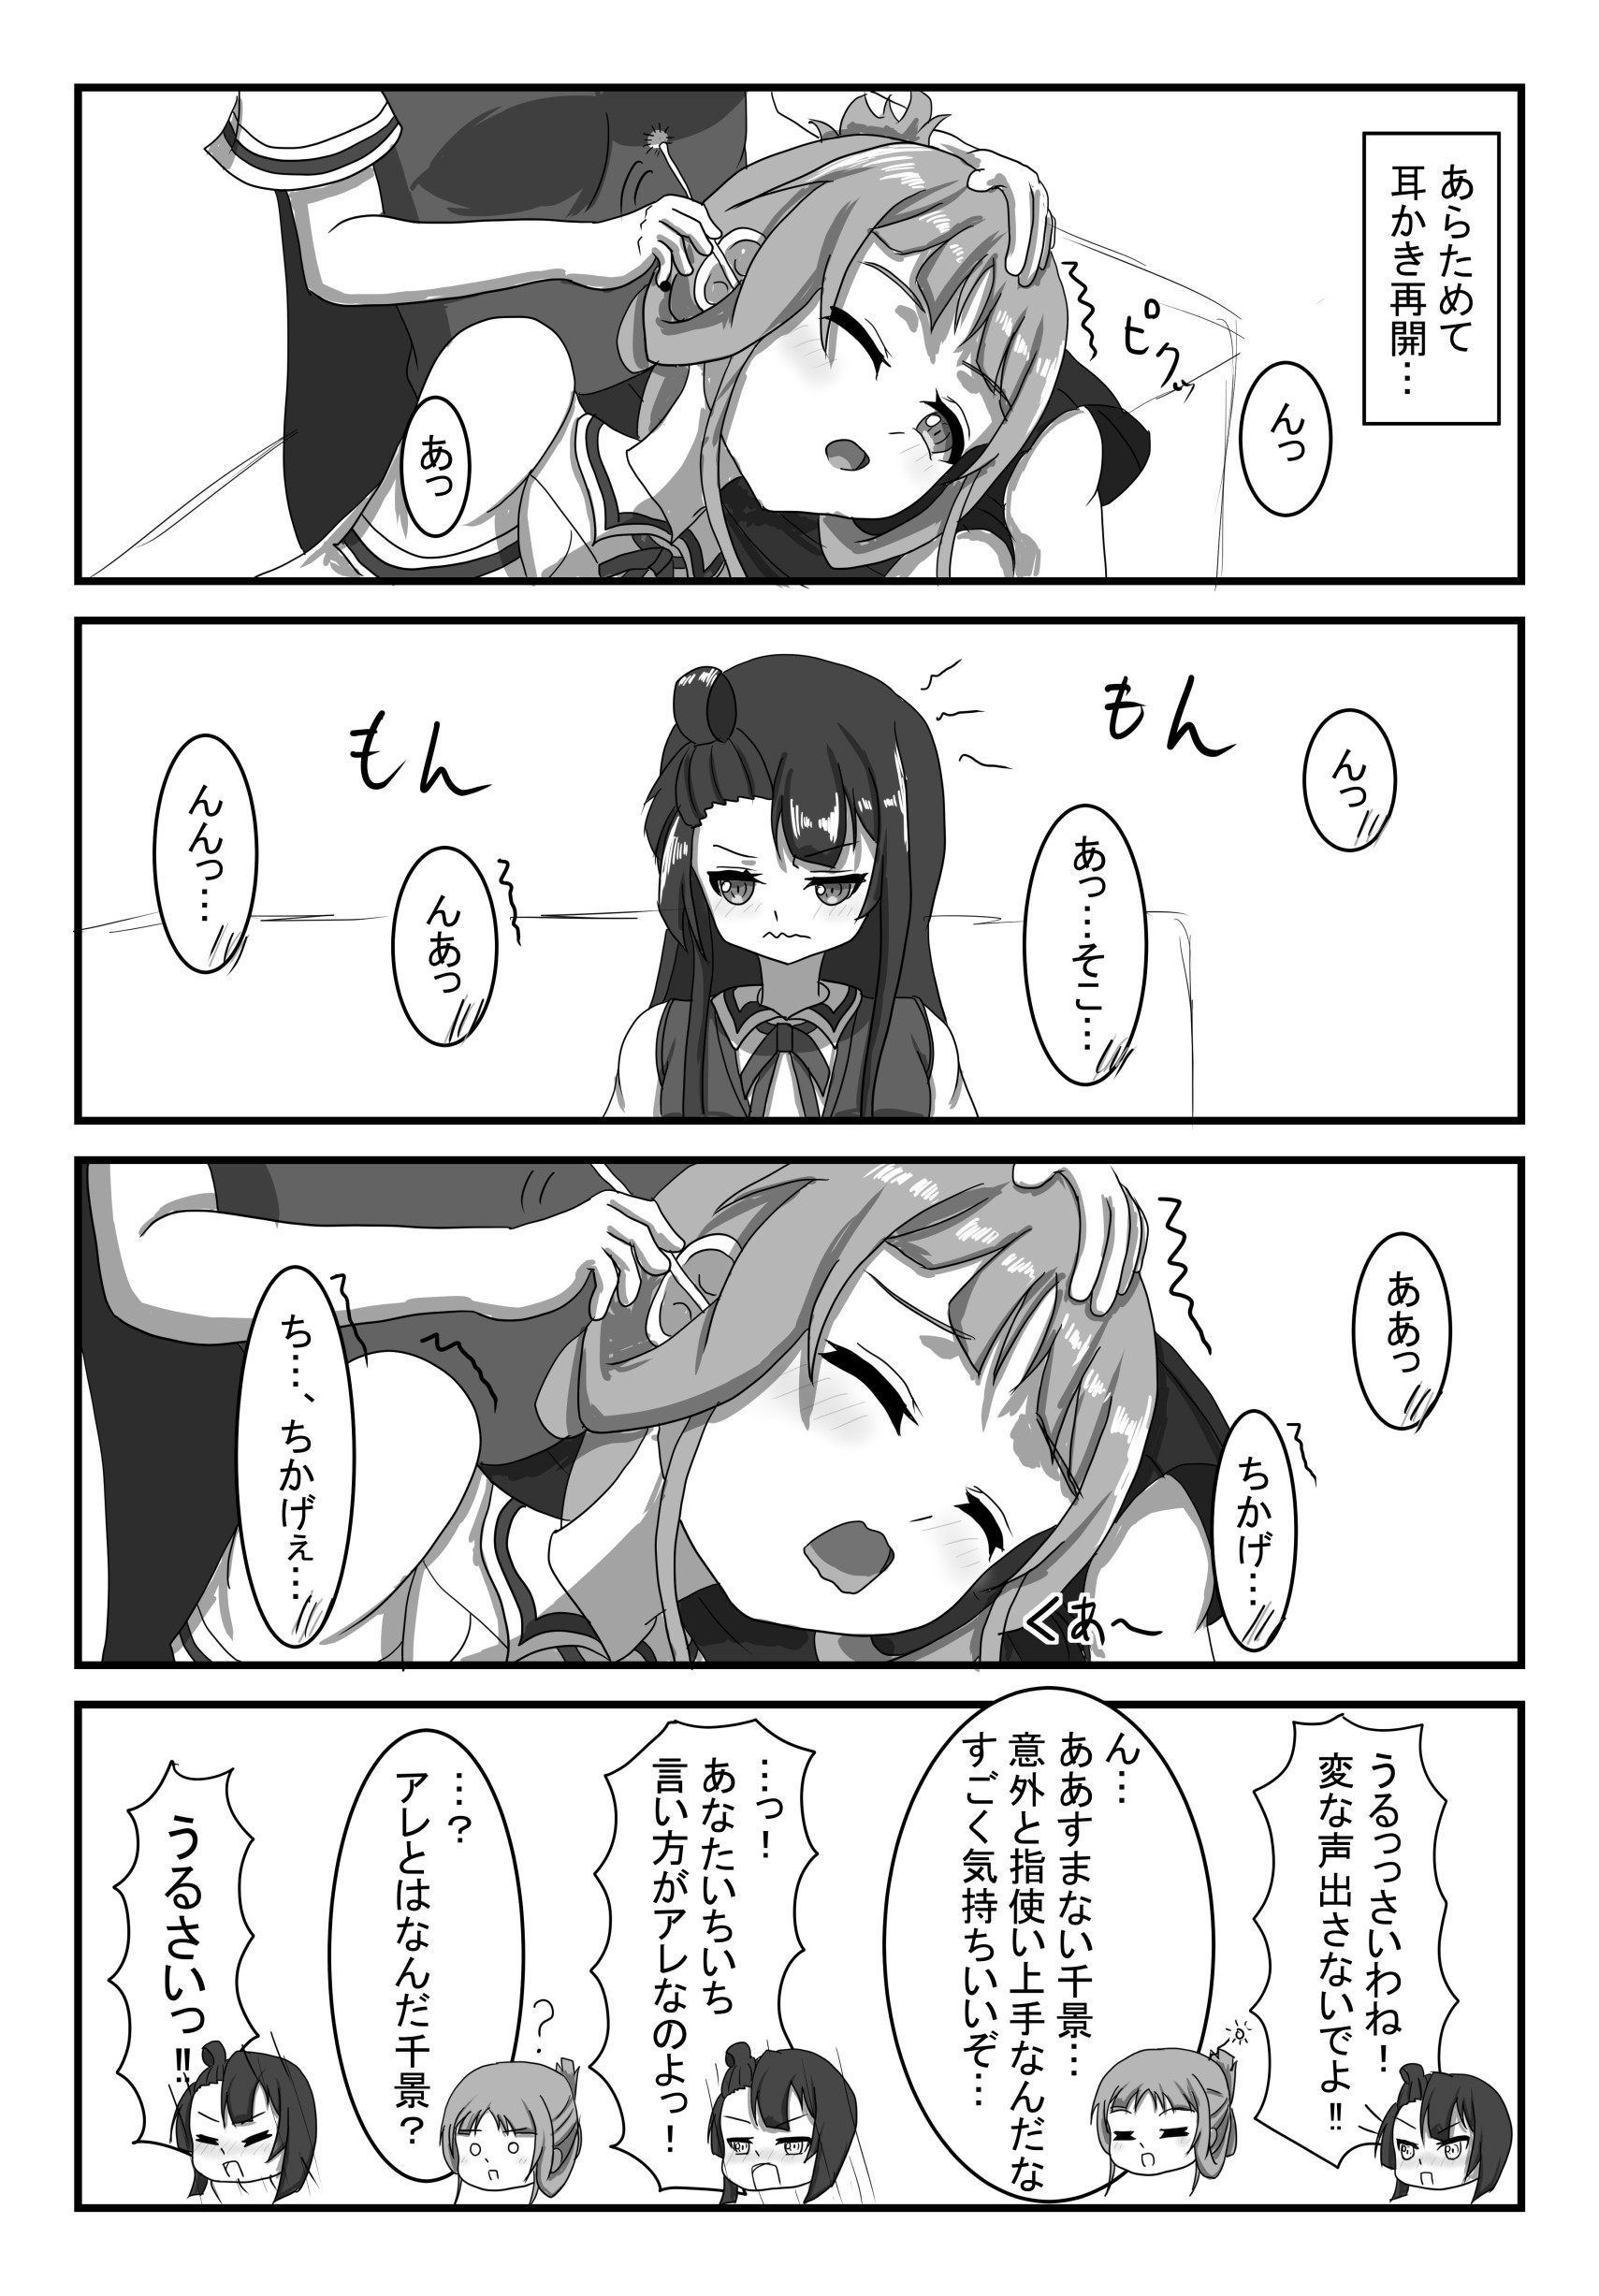 あらためて
耳かき再開…
んっ
ピクッ
あっ
んっ
もん
あっ…そこ…
もん
んあっ
んんっ…
ああっ
ちかげ…
くあ～
ち…、ちかげぇ…
うるっっさいわね！
変な声出さないでよ!!
ん…
ああすまない千景…
意外と指使い上手なんだな
すごく気持ちいいぞ…
…っ！
あなたいちいち
言い方がアレなのよっ！
…？
アレとはなんだ千景？
?
うるさいっ!!